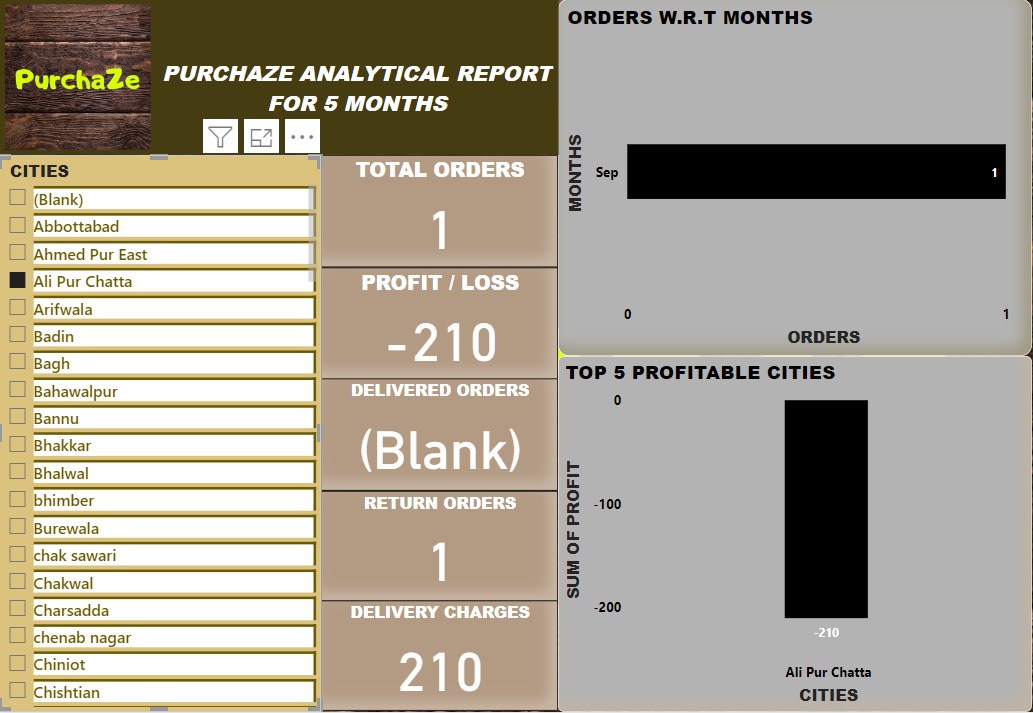 PurchaZe
PURCHAZE ANALYTICAL REPORT
FOR 5 MONTHS
CITIES
(Blank)
Abbottabad
Ahmed Pur East
Ali Pur Chatta
Arifwala
Badin
Bagh
Bahawalpur
Bannu
Bhakkar
Bhalwal
bhimber
Burewala
chak sawari
Chakwal
Charsadda
chenab nagar
Chiniot
Chishtian
TOTAL ORDERS
1
PROFIT / LOSS
-210
DELIVERED ORDERS
(Blank)
RETURN ORDERS
1
DELIVERY CHARGES
210
ORDERS W.R.T MONTHS
MONTHS
Sep
1
0
1
ORDERS
TOP 5 PROFITABLE CITIES
SUM OF PROFIT
0
-100
-200
-210
Ali Pur Chatta
CITIES